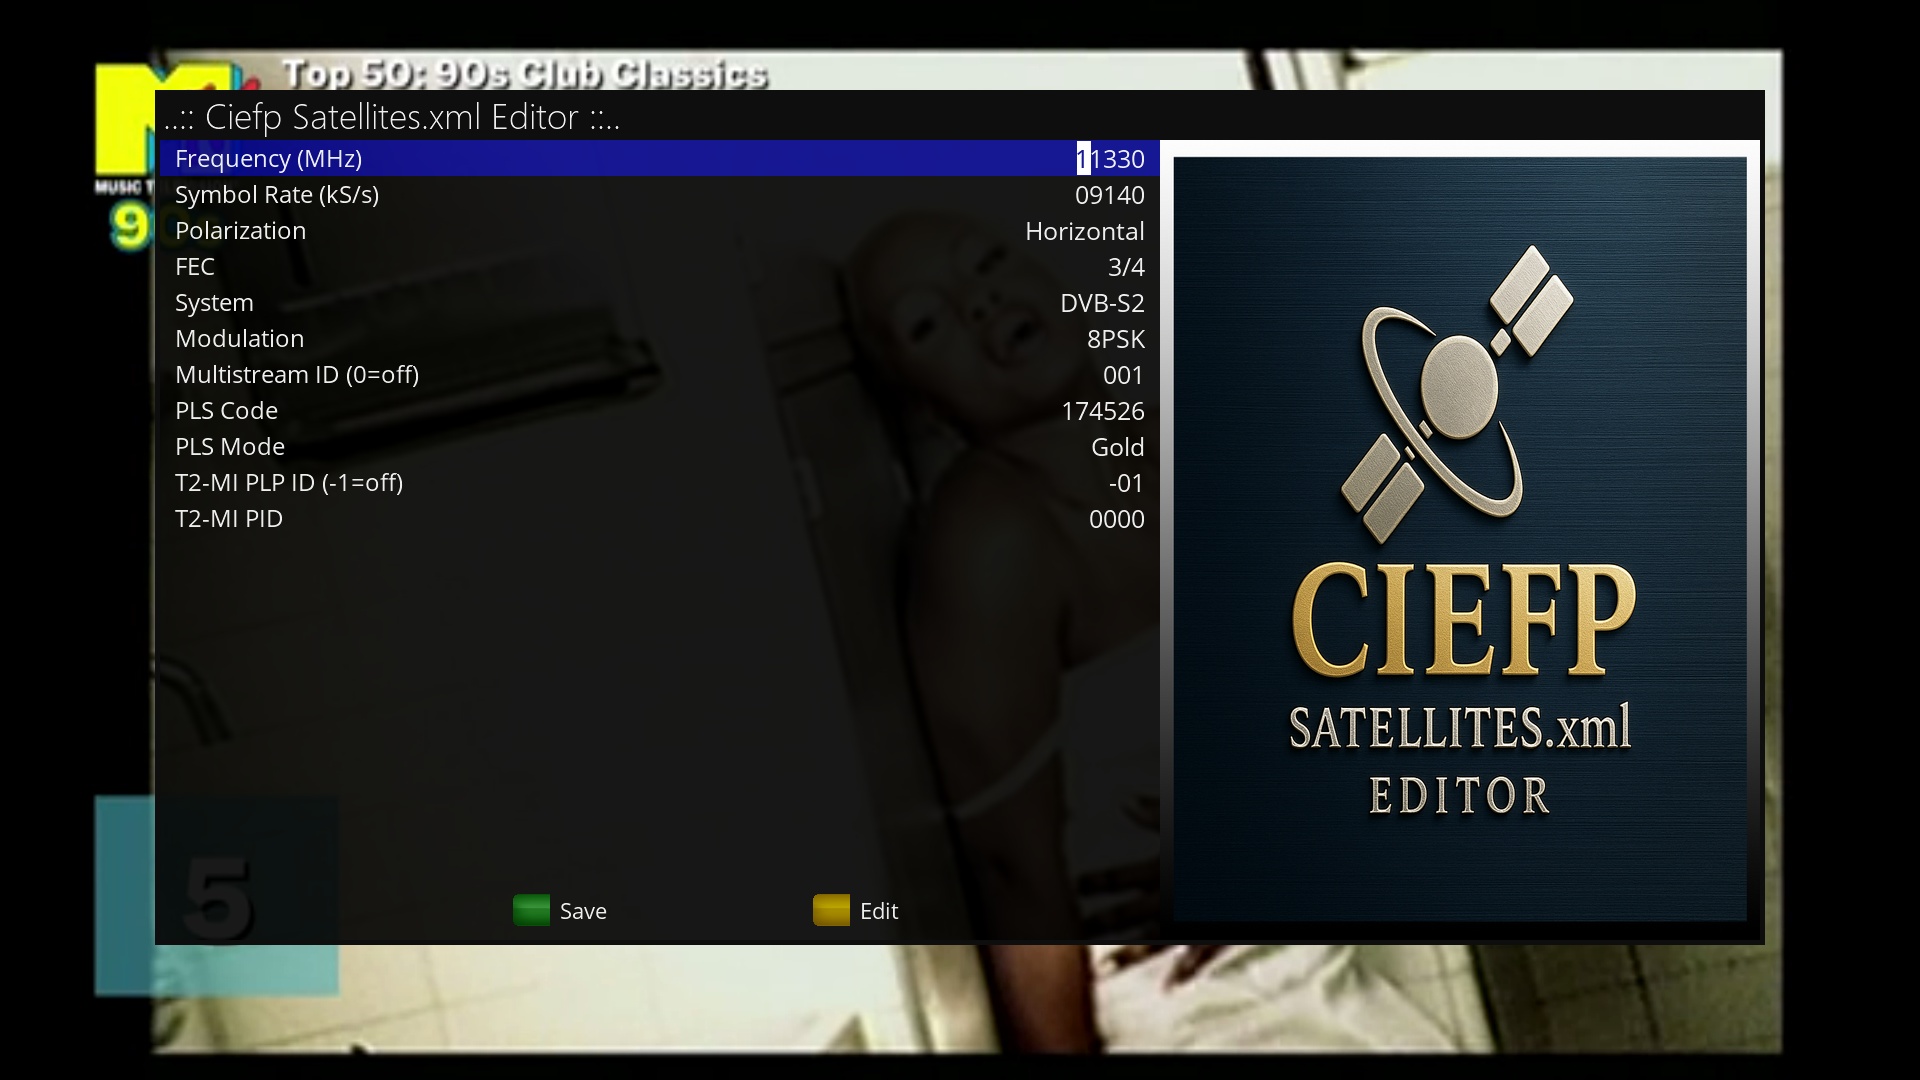 Top 50: 90s Club Classics
..:: Ciefp Satellites.xml Editor ::..
Frequency (MHz) 11330
Symbol Rate (kS/s) 09140
Polarization Horizontal
FEC 3/4
System DVB-S2
Modulation 8PSK
Multistream ID (0=off) 001
PLS Code 174526
PLS Mode Gold
T2-MI PLP ID (-1=off) -01
T2-MI PID 0000
Save
Edit
M
MUSIC
90s
5
CIEFP
SATELLITES.xml
EDITOR